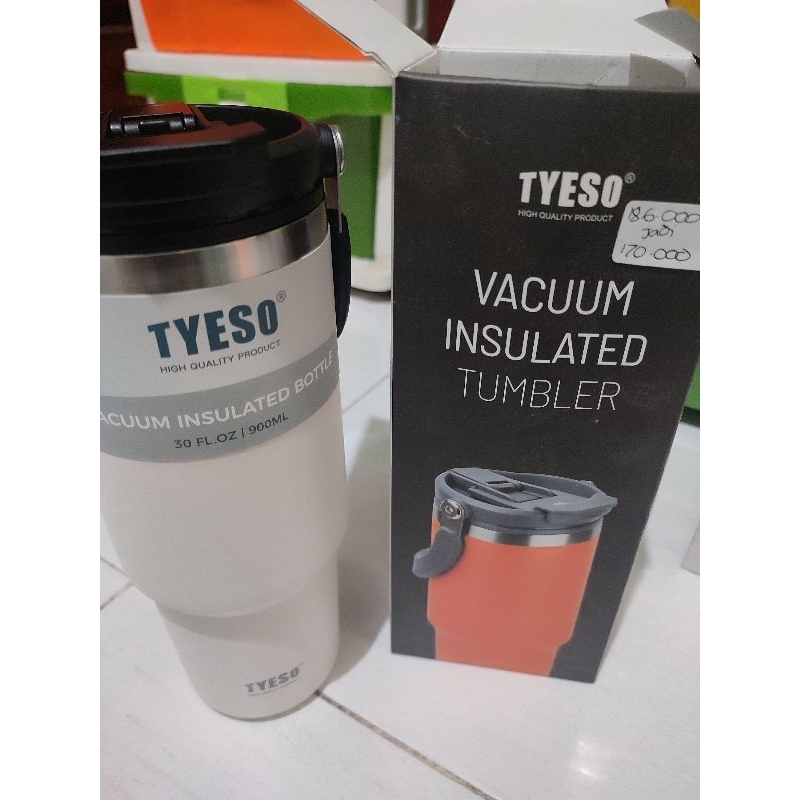 TYESO®
HIGH QUALITY PRODUCT
ACUUM INSULATED BOTTLE
30 FL.OZ | 900ML
TYESO
TYESO®
HIGH QUALITY PRODUCT
186.000
jadi
170.000
VACUUM
INSULATED
TUMBLER